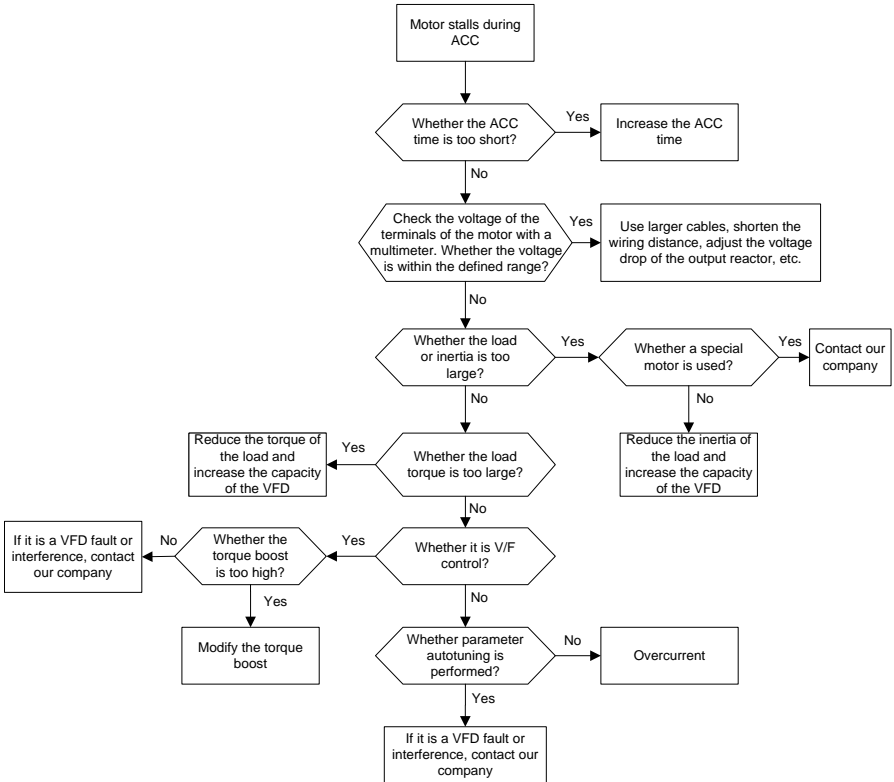 Motor stalls during
ACC
Whether the ACC
time is too short?
Yes
Increase the ACC
time
No
Check the voltage of the
terminals of the motor with a
multimeter. Whether the voltage
is within the defined range?
Yes
Use larger cables, shorten the
wiring distance, adjust the voltage
drop of the output reactor, etc.
No
Whether the load
or inertia is too
large?
Yes
Whether a special
motor is used?
Yes
Contact our
company
No
No
Reduce the inertia of
the load and
increase the capacity
of the VFD
Whether the load
torque is too large?
Yes
Reduce the torque of
the load and
increase the capacity
of the VFD
No
Whether it is V/F
control?
Yes
Whether the
torque boost
is too high?
No
If it is a VFD fault or
interference, contact
our company
Yes
Modify the torque
boost
No
Whether parameter
autotuning is
performed?
No
Overcurrent
Yes
If it is a VFD fault or
interference, contact our
company